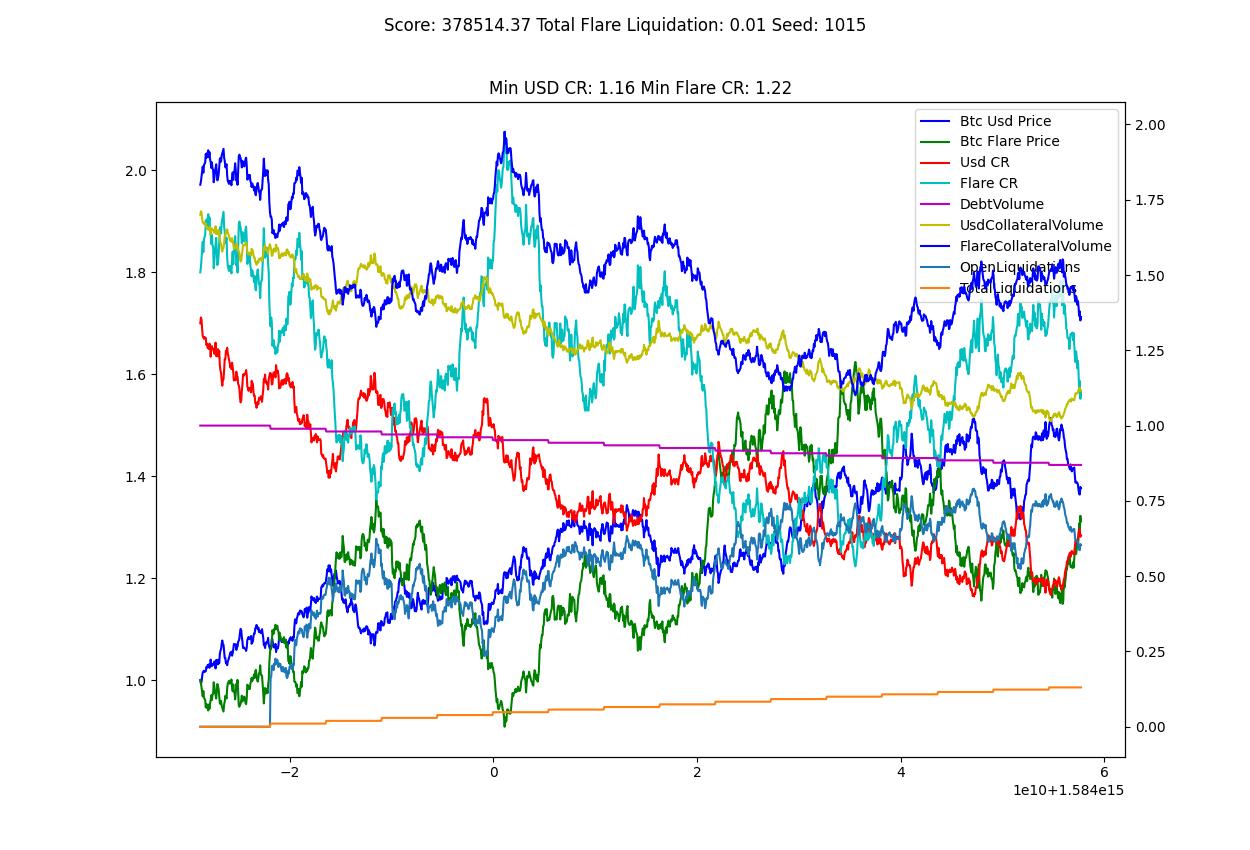 Score: 378514.37 Total Flare Liquidation: 0.01 Seed: 1015
Min USD CR: 1.16 Min Flare CR: 1.22
Btc Usd Price
Btc Flare Price
Usd CR
Flare CR
DebtVolume
UsdCollateralVolume
FlareCollateralVolume
OpenLiquidations
TotalLiquidations
2.0
1.8
1.6
1.4
1.2
1.0
2.00
1.75
1.50
1.25
1.00
0.75
0.50
0.25
0.00
−2 0 2 4 6
1e10+1.584e15